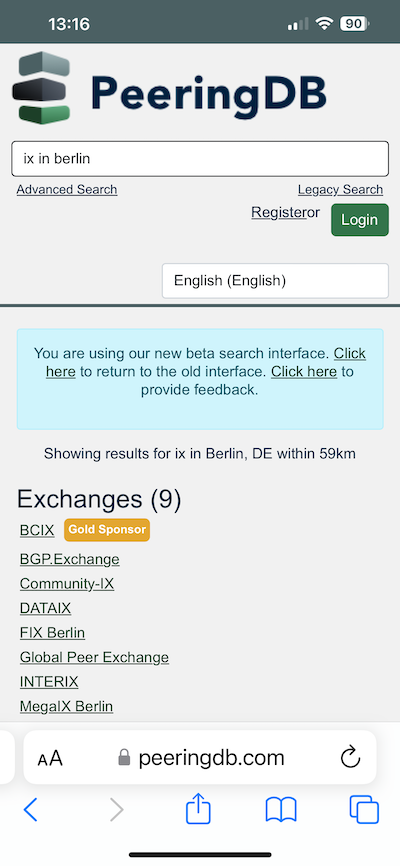 13:16
90
PeeringDB
ix in berlin
Advanced Search
Legacy Search
Registeror
Login
English (English)
You are using our new beta search interface. Click
here to return to the old interface. Click here to
provide feedback.
Showing results for ix in Berlin, DE within 59km
Exchanges (9)
BCIX Gold Sponsor
BGP.Exchange
Community-IX
DATAIX
FIX Berlin
Global Peer Exchange
INTERIX
MegaIX Berlin
AA
peeringdb.com